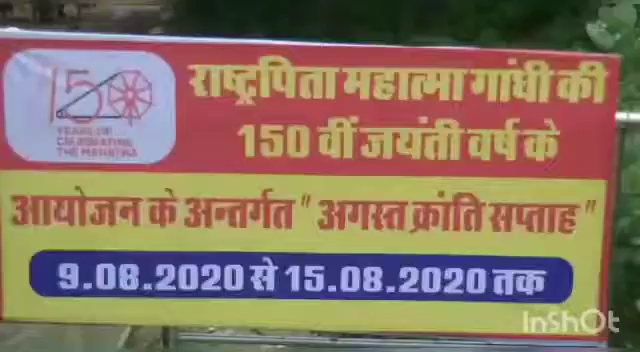 150
YEARS OF
CELEBRATING
THE MAHATMA
राष्ट्रपिता महात्मा गांधी की
150 वीं जयंती वर्ष के
आयोजन के अन्तर्गत " अगस्त क्रांति सप्ताह "
9.08.2020 से 15.08.2020 तक
InShOt